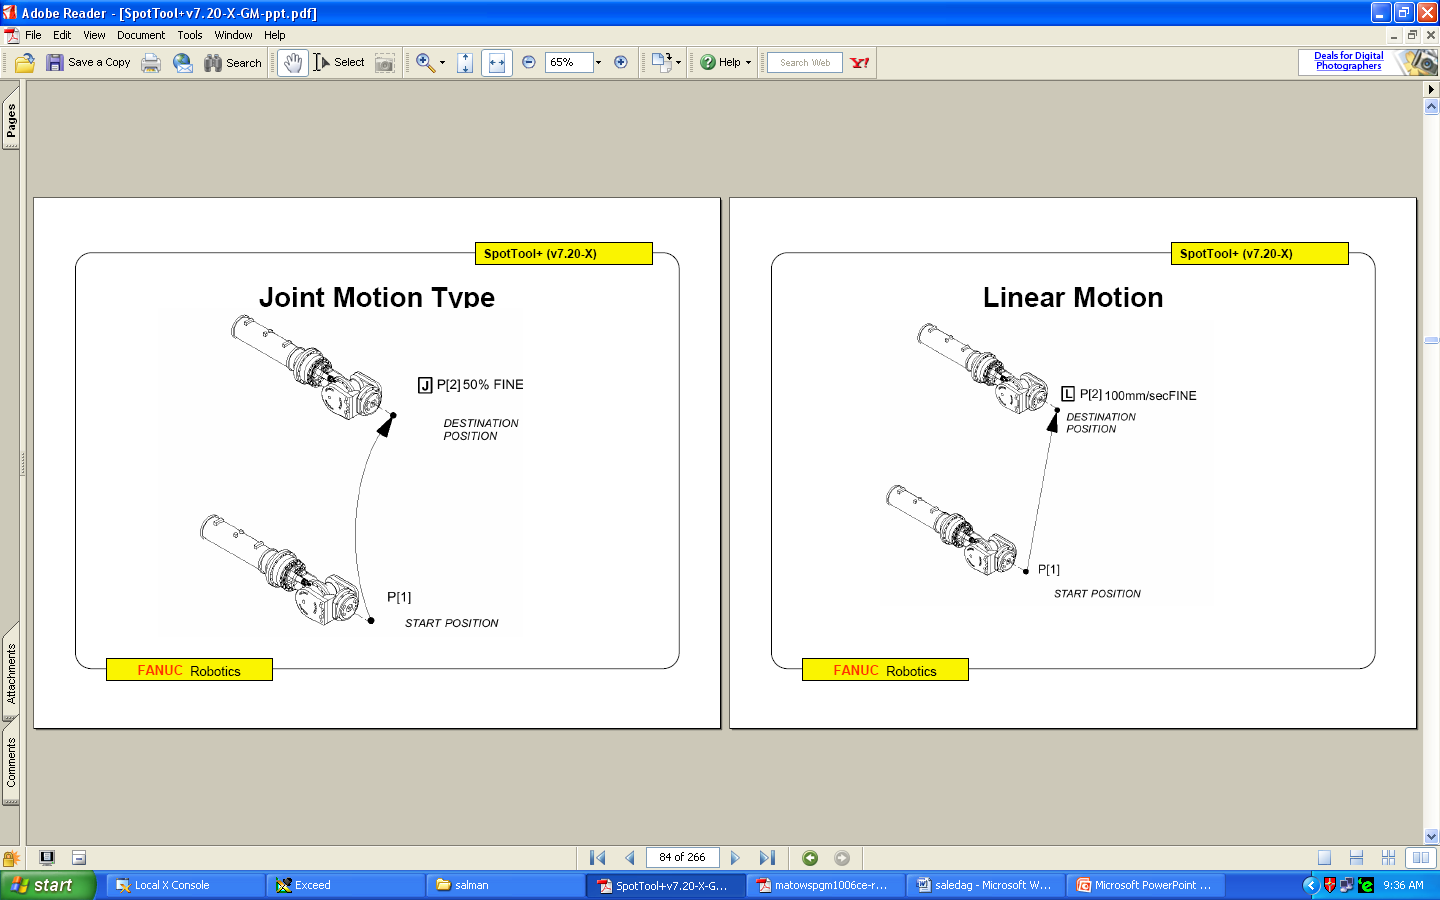 Adobe Reader - [SpotTool+v7.20-X-GM-ppt.pdf]
File Edit View Document Tools Window Help
Save a Copy Search Select 65% Help Search Web Y!
Deals for Digital
Photographers
Pages
Attachments
Comments
SpotTool+ (v7.20-X)
Joint Motion Type
J P[2] 50% FINE
DESTINATION
POSITION
P[1]
START POSITION
FANUC Robotics
SpotTool+ (v7.20-X)
Linear Motion
L P[2] 100mm/secFINE
DESTINATION
POSITION
P[1]
START POSITION
FANUC Robotics
84 of 266
start Local X Console Exceed salman SpotTool+v7.20-X-G... matowspgm1006ce-r... saledag - Microsoft W... Microsoft PowerPoint ... 9:36 AM